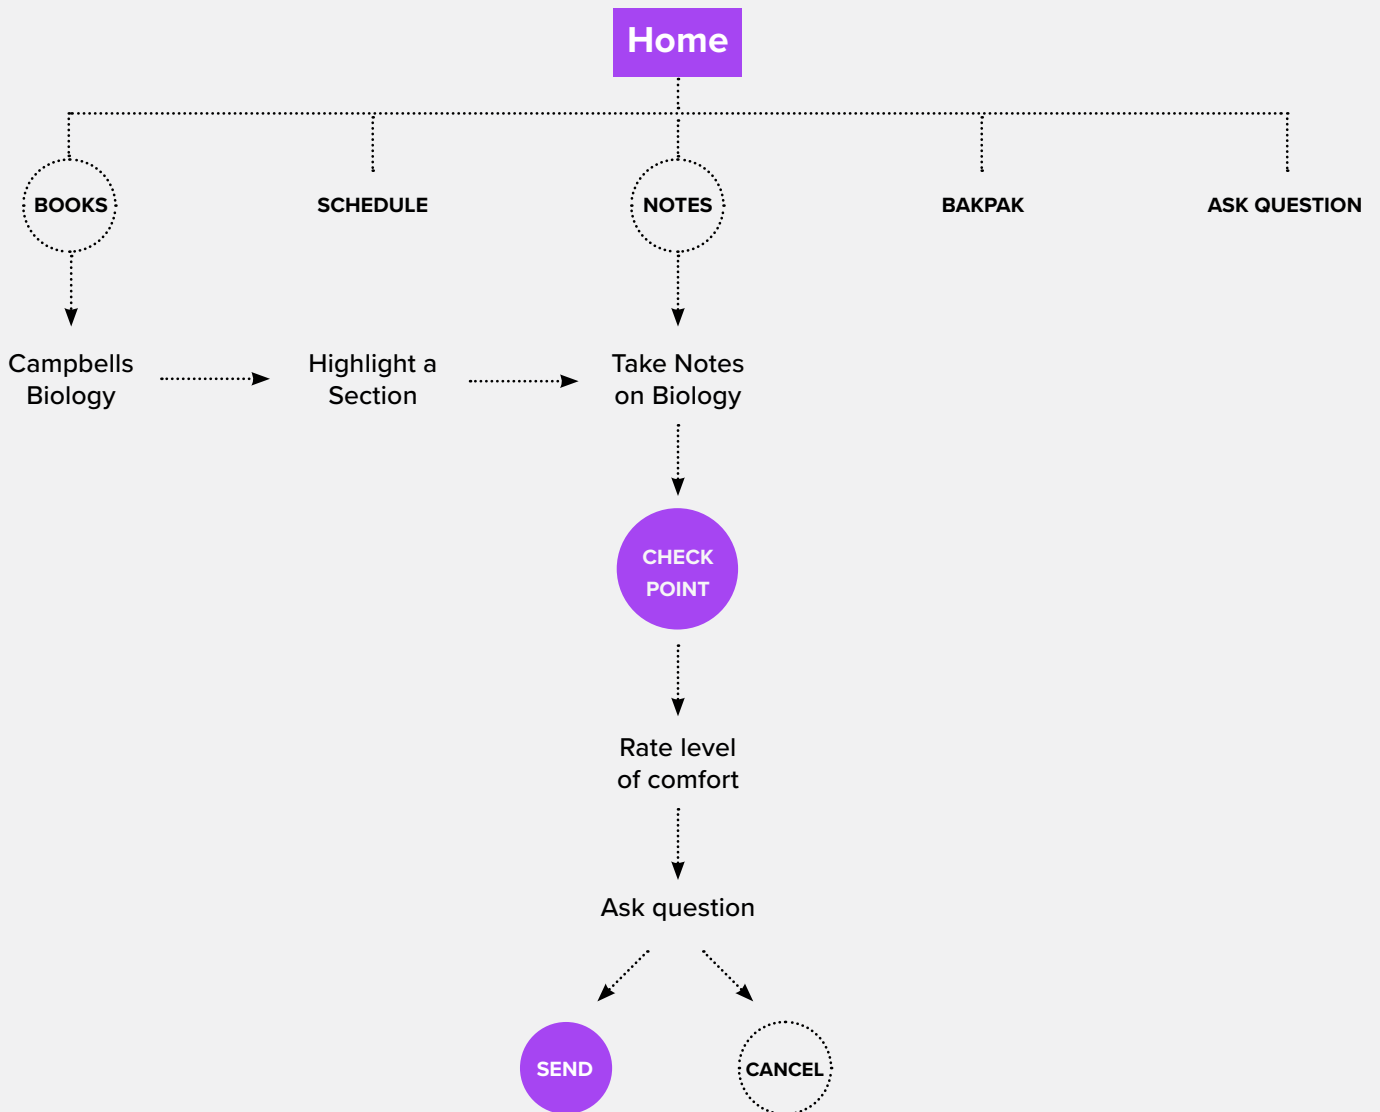 Home
BOOKS
SCHEDULE
NOTES
BAKPAK
ASK QUESTION
Campbells
Biology
Highlight a
Section
Take Notes
on Biology
CHECK
POINT
Rate level
of comfort
Ask question
SEND
CANCEL